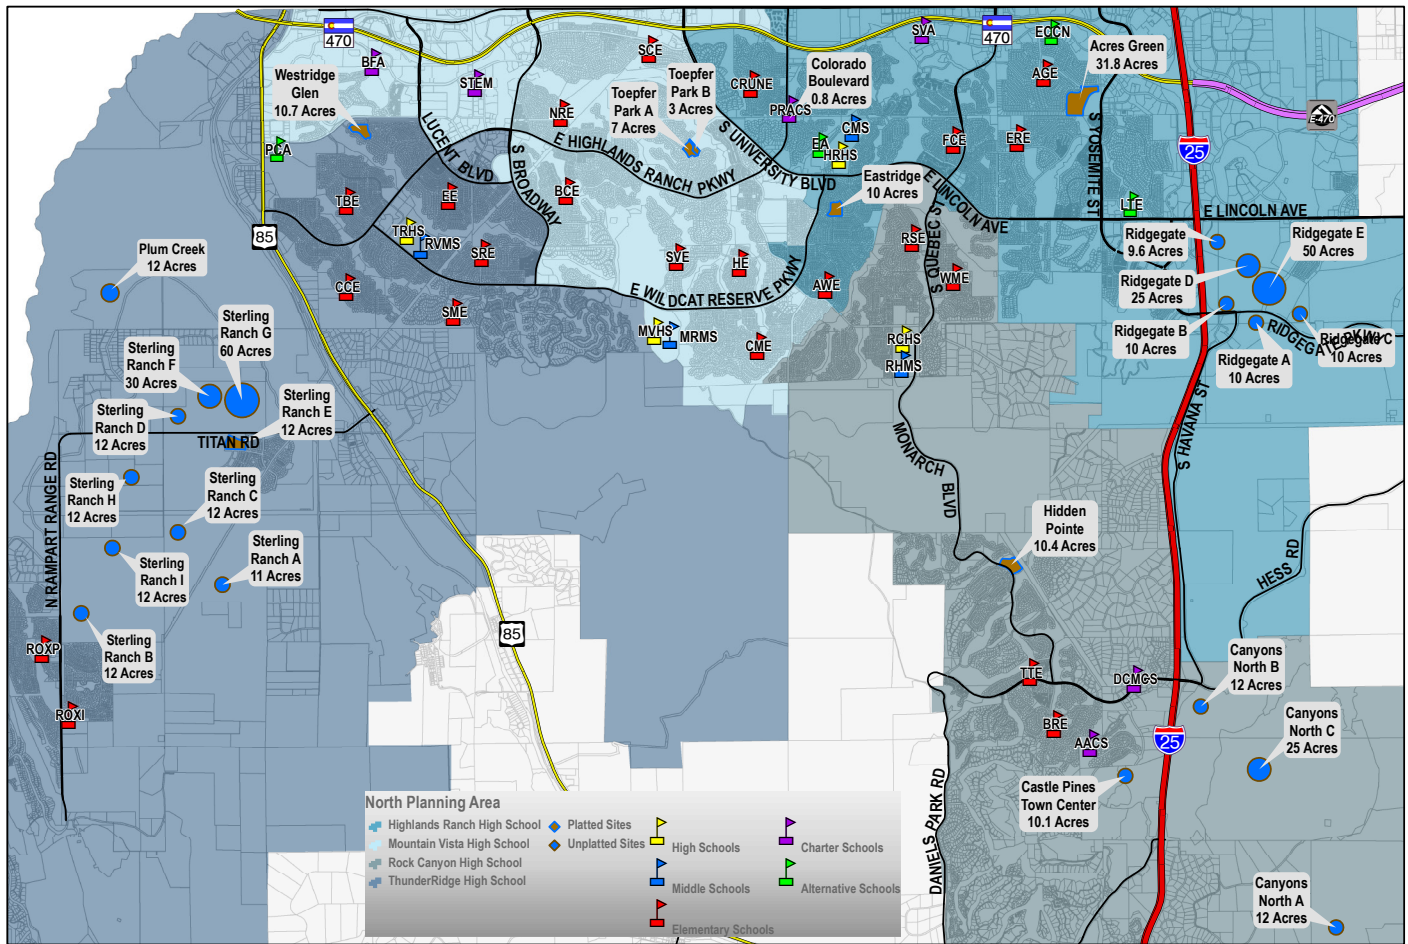 470
BFA
SCE
SVA
470
ECCN
Acres Green
31.8 Acres
Westridge
Glen
10.7 Acres
STEM
Toepfer
Park B
3 Acres
Toepfer
Park A
7 Acres
CRUNE
Colorado
Boulevard
0.8 Acres
AGE
PRACS
NRE
LUCENT BLVD
S BROADWAY
E HIGHLANDS RANCH PKWY
S UNIVERSITY BLVD
CMS
EA
HRHS
FCE
ERE
S YOSEMITE ST
25
E-470
PCA
TBE
EE
BCE
Eastridge
10 Acres
E LINCOLN AVE
LTE
E LINCOLN AVE
85
TRHS
RVMS
SRE
SVE
HE
RSE
S QUEBEC S
Ridgegate
9.6 Acres
Ridgegate E
50 Acres
Plum Creek
12 Acres
CCE
SME
E WILDCAT RESERVE PKWY
AWE
WME
Ridgegate D
25 Acres
Sterling
Ranch G
60 Acres
MVHS
MRMS
CME
RCHS
RHMS
Ridgegate B
10 Acres
RIDGEGATE PKWY
Ridgegate C
10 Acres
Ridgegate A
10 Acres
Sterling
Ranch F
30 Acres
Sterling
Ranch E
12 Acres
Sterling
Ranch D
12 Acres
TITAN RD
S HAVANA ST
MONARCH BLVD
N RAMPART RANGE RD
Sterling
Ranch H
12 Acres
Sterling
Ranch C
12 Acres
Hidden
Pointe
10.4 Acres
Sterling
Ranch I
12 Acres
Sterling
Ranch A
11 Acres
HESS RD
Sterling
Ranch B
12 Acres
85
ROXP
ROXI
TTE
DCMCS
Canyons
North B
12 Acres
BRE
AACS
25
Canyons
North C
25 Acres
Castle Pines
Town Center
10.1 Acres
DANIELS PARK RD
Canyons
North A
12 Acres
North Planning Area
Highlands Ranch High School
Mountain Vista High School
Rock Canyon High School
ThunderRidge High School
Platted Sites
Unplatted Sites
High Schools
Middle Schools
Elementary Schools
Charter Schools
Alternative Schools